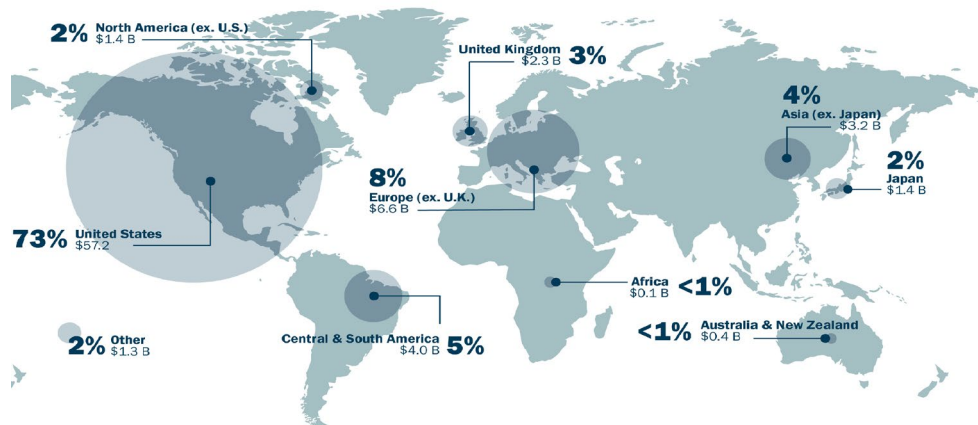 2% North America (ex. U.S.)
$1.4 B
United Kingdom 3%
$2.3 B
4%
Asia (ex. Japan)
$3.2 B
2%
Japan
$1.4 B
8%
Europe (ex. U.K.)
$6.6 B
73% United States
$57.2
Africa <1%
$0.1 B
<1% Australia & New Zealand
$0.4 B
2% Other
$1.3 B
Central & South America 5%
$4.0 B